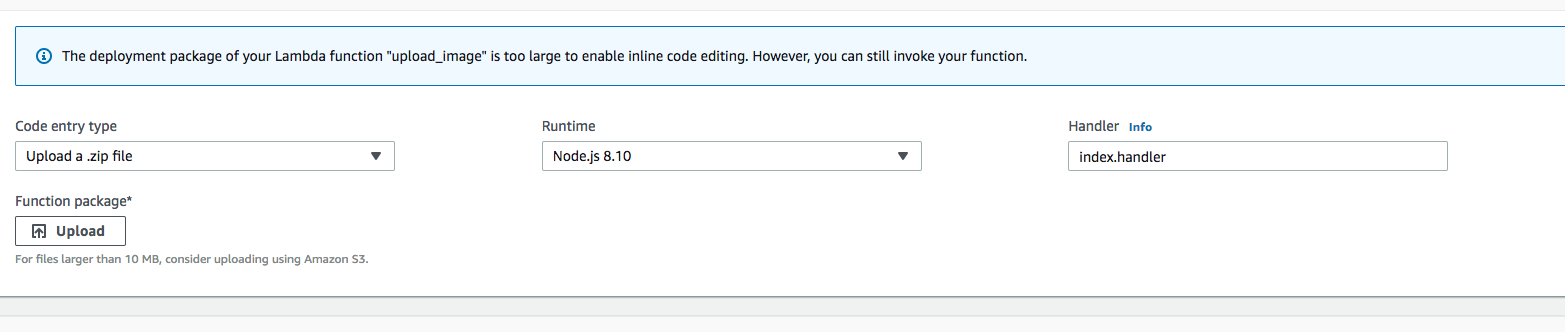 The deployment package of your Lambda function "upload_image" is too large to enable inline code editing. However, you can still invoke your function.
Code entry type
Runtime
Handler Info
Upload a .zip file
Node.js 8.10
index.handler
Function package*
Upload
For files larger than 10 MB, consider uploading using Amazon S3.